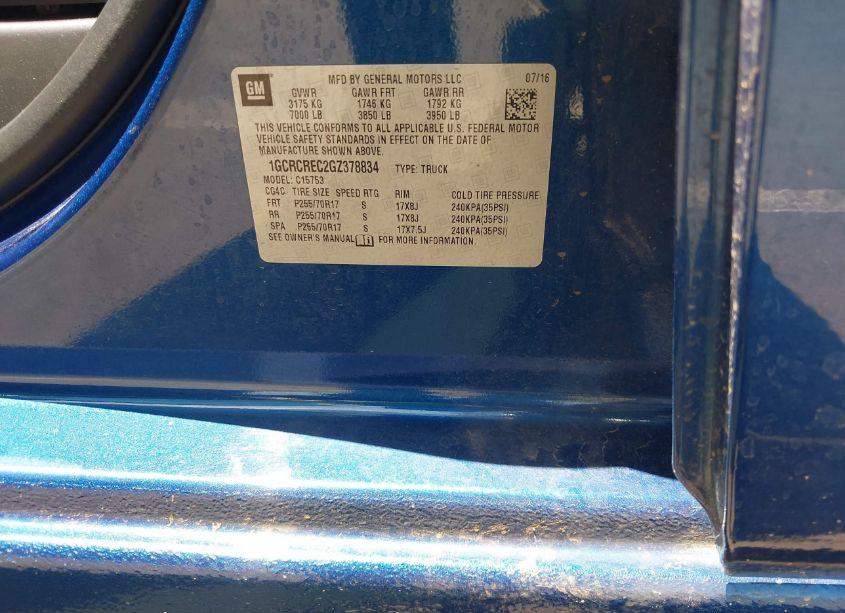 GM
MFD BY GENERAL MOTORS LLC 07/16
GVWR GAWR FRT GAWR RR
3175 KG 1746 KG 1792 KG
7000 LB 3850 LB 3950 LB
THIS VEHICLE CONFORMS TO ALL APPLICABLE U.S. FEDERAL MOTOR
VEHICLE SAFETY STANDARDS IN EFFECT ON THE DATE OF
MANUFACTURE SHOWN ABOVE.
1GCRCREC2GZ378834 TYPE: TRUCK
MODEL: C15753
CG4C TIRE SIZE SPEED RTG RIM COLD TIRE PRESSURE
FRT P255/70R17 S 17X8J 240KPA(35PSI)
RR P255/70R17 S 17X8J 240KPA(35PSI)
SPA P255/70R17 S 17X7.5J 240KPA(35PSI)
SEE OWNER'S MANUAL FOR MORE INFORMATION.